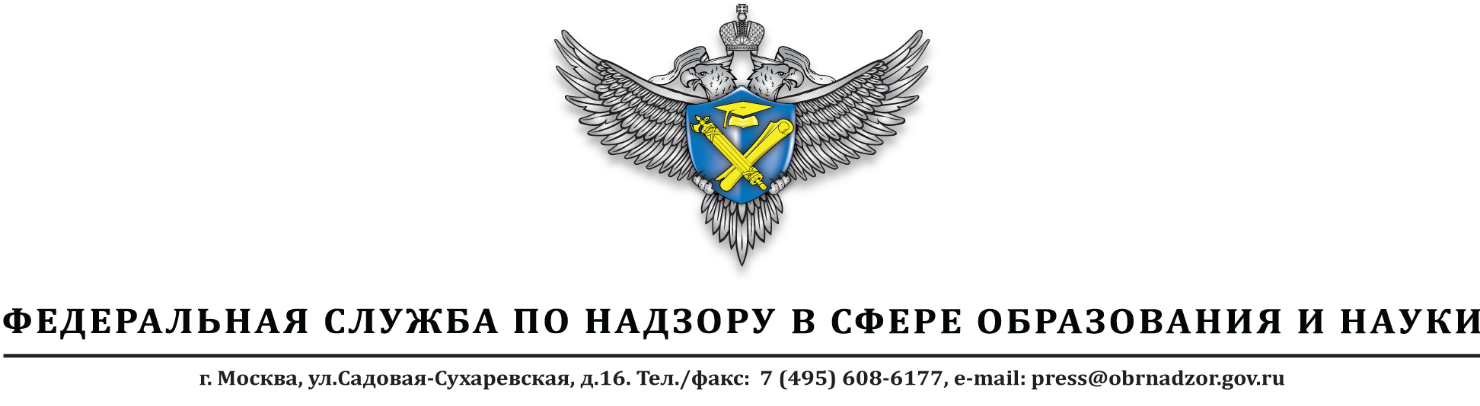 ФЕДЕРАЛЬНАЯ СЛУЖБА ПО НАДЗОРУ В СФЕРЕ ОБРАЗОВАНИЯ И НАУКИ
г. Москва, ул.Садовая-Сухаревская, д.16. Тел./факс:  7 (495) 608-6177, e-mail: press@obrnadzor.gov.ru